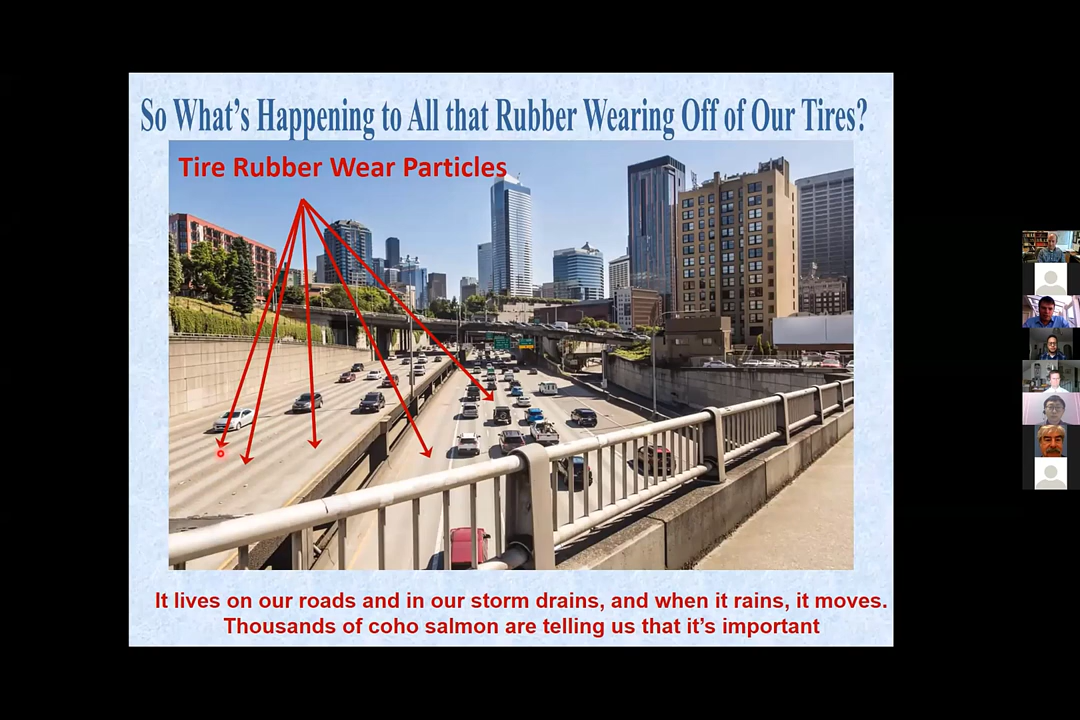 So What's Happening to All that Rubber Wearing Off of Our Tires?
Tire Rubber Wear Particles
It lives on our roads and in our storm drains, and when it rains, it moves.
Thousands of coho salmon are telling us that it's important